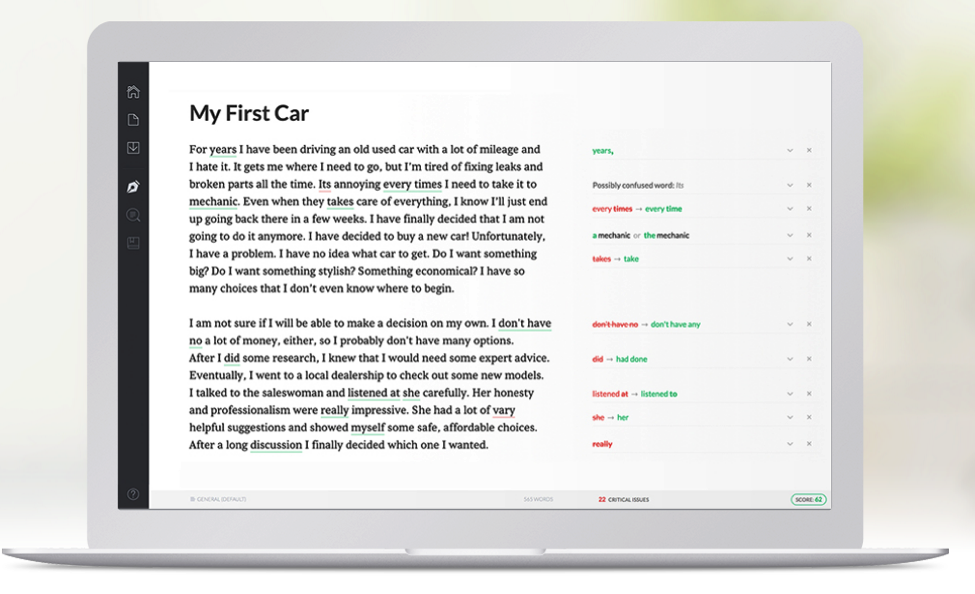 My First Car
For years I have been driving an old used car with a lot of mileage and
I hate it. It gets me where I need to go, but I'm tired of fixing leaks and
broken parts all the time. Its annoying every times I need to take it to
mechanic. Even when they takes care of everything, I know I'll just end
up going back there in a few weeks. I have finally decided that I am not
going to do it anymore. I have decided to buy a new car! Unfortunately,
I have a problem. I have no idea what car to get. Do I want something
big? Do I want something stylish? Something economical? I have so
many choices that I don't even know where to begin.
I am not sure if I will be able to make a decision on my own. I don't have
no a lot of money, either, so I probably don't have many options.
After I did some research, I knew that I would need some expert advice.
Eventually, I went to a local dealership to check out some new models.
I talked to the saleswoman and listened at she carefully. Her honesty
and professionalism were really impressive. She had a lot of vary
helpful suggestions and showed myself some safe, affordable choices.
After a long discussion I finally decided which one I wanted.
years,
Possibly confused word: Its
every times → every time
a mechanic or the mechanic
takes → take
don't have no → don't have any
did → had done
listened at → listened to
she → her
really
GENERAL (DEFAULT)
565 WORDS
22 CRITICAL ISSUES
SCORE: 62